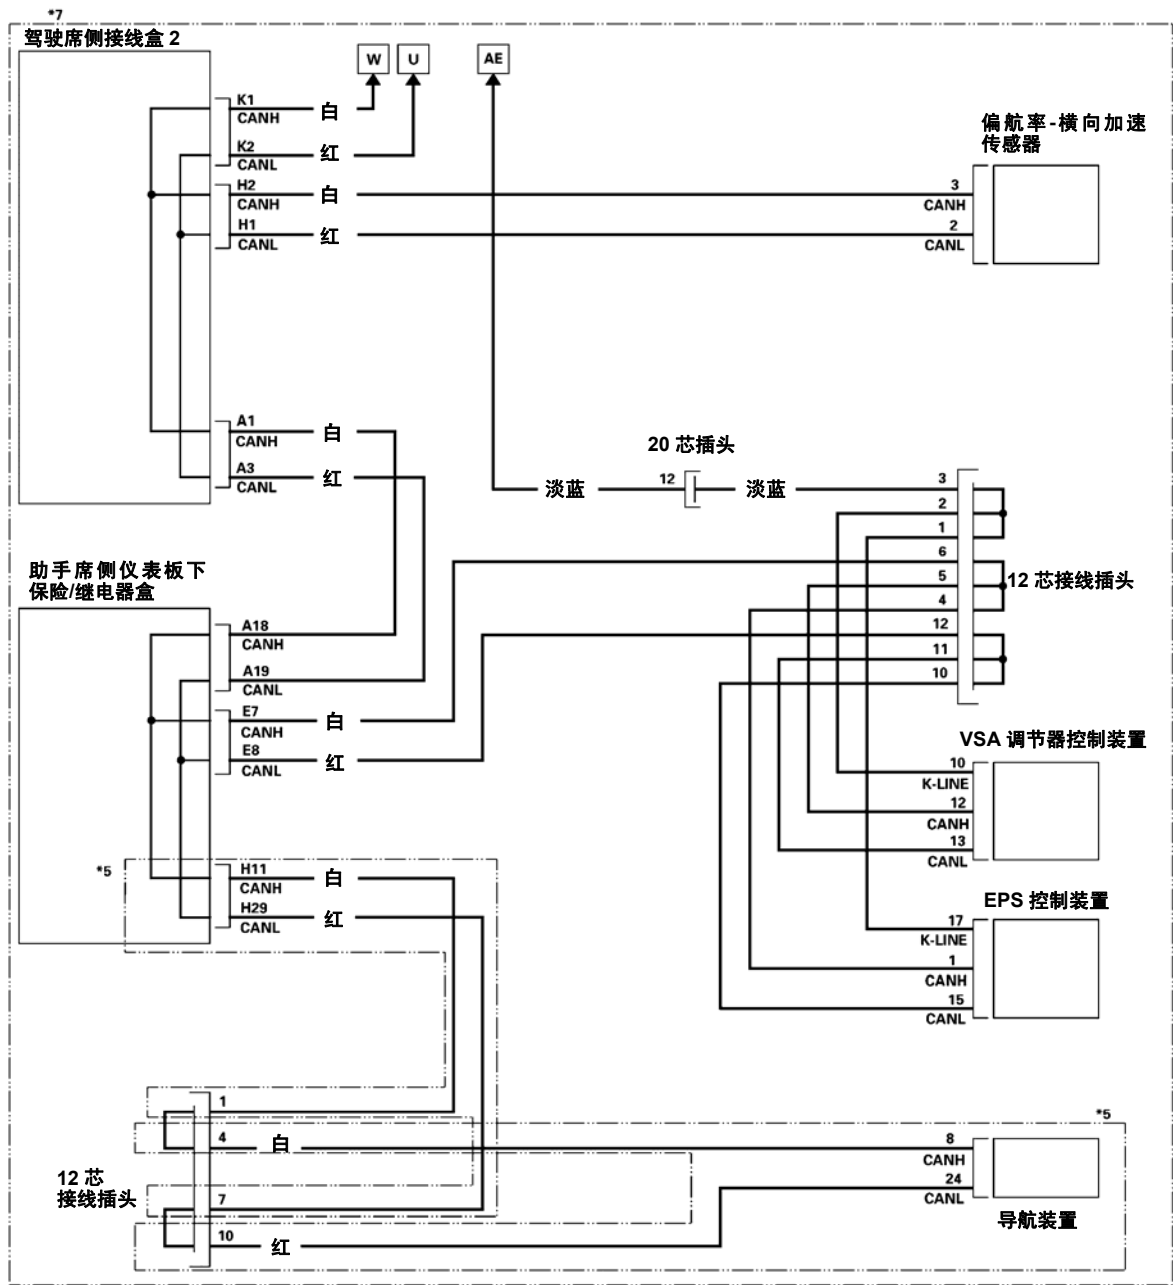 *7
驾驶席侧接线盒 2
W
U
AE
K1
CANH
白
K2
CANL
红
H2
CANH
白
H1
CANL
红
偏航率-横向加速
传感器
3
CANH
2
CANL
A1
CANH
白
A3
CANL
红
20 芯插头
淡蓝
12
淡蓝
3
2
1
6
5
4
12
11
10
12 芯接线插头
助手席侧仪表板下
保险/继电器盒
A18
CANH
A19
CANL
E7
CANH
白
E8
CANL
红
VSA 调节器控制装置
10
K-LINE
12
CANH
13
CANL
*5
H11
CANH
白
H29
CANL
红
EPS 控制装置
17
K-LINE
1
CANH
15
CANL
1
4
白
7
10
红
12 芯
接线插头
*5
8
CANH
24
CANL
导航装置